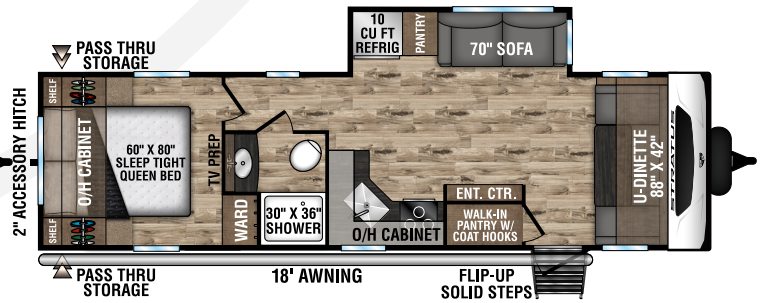 PASS THRU
STORAGE
10
CU FT
REFRIG
PANTRY
70" SOFA
2" ACCESSORY HITCH
SHELF
O/H CABINET
60" X 80"
SLEEP TIGHT
QUEEN BED
TV PREP
U-DINETTE
88" X 42"
STRATUS
SHELF
WARD
30" X 36"
SHOWER
O/H CABINET
ENT. CTR.
WALK-IN
PANTRY W/
COAT HOOKS
PASS THRU
STORAGE
18' AWNING
FLIP-UP
SOLID STEPS